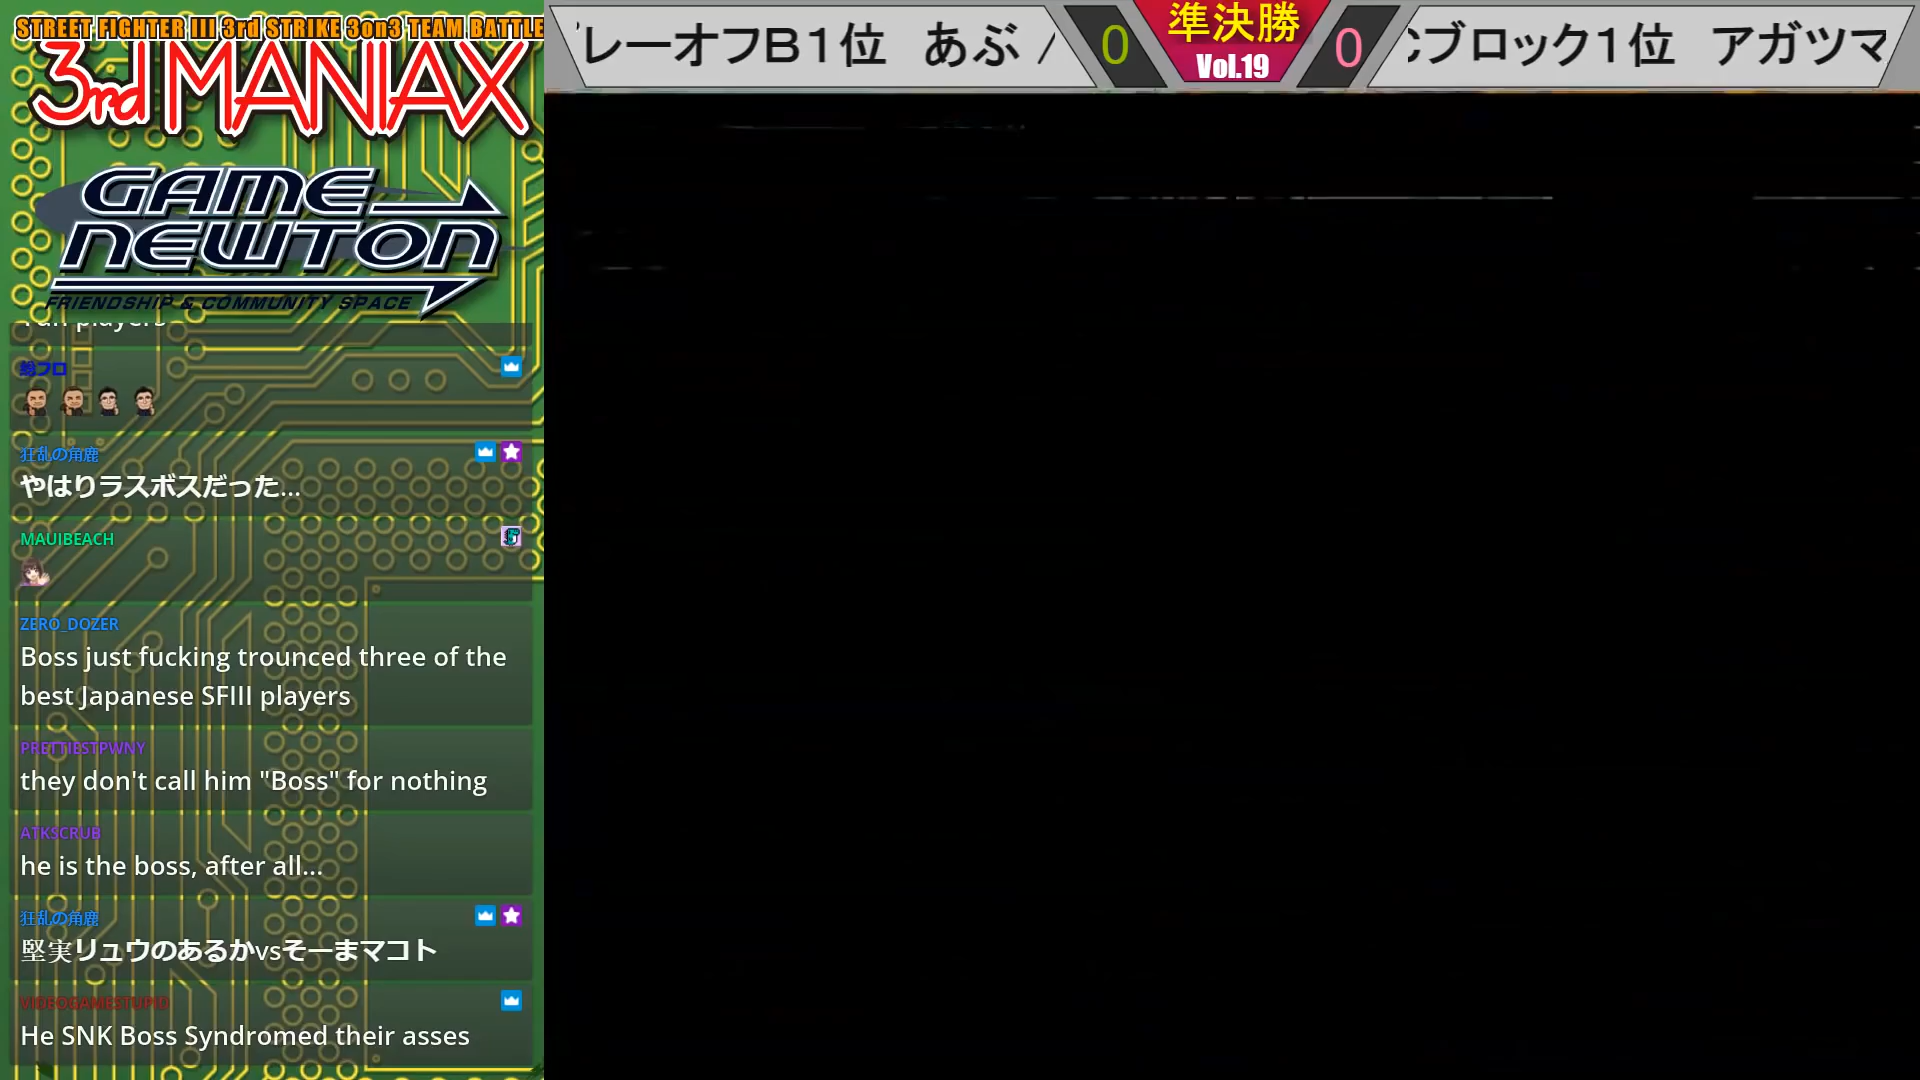 STREET FIGHTER III 3rd STRIKE 3on3 TEAM BATTLE
3rd MANIAX
GAME
NEWTON
FRIENDSHIP & COMMUNITY SPACE
players
狂乱の角鹿
やはりラスボスだった...
MAUIBEACH
ZERO_DOZER
Boss just fucking trounced three of the
best Japanese SFIII players
PRETTIESTPWNY
they don't call him "Boss" for nothing
ATKSCRUB
he is the boss, after all...
狂乱の角鹿
堅実リュウのあるかvsそーまマコト
VIDEOGAMESTUPID
He SNK Boss Syndromed their asses
レーオフB1位 あぶ /
0
準決勝
Vol.19
0
Cブロック1位 アガツマ